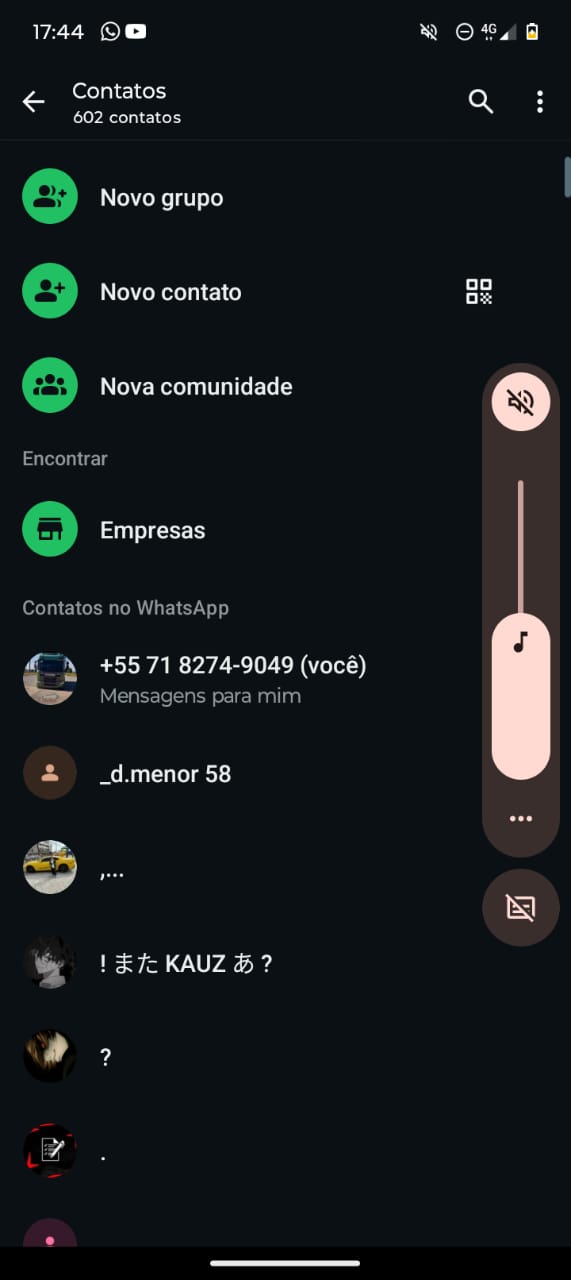 17:44
4G
Contatos
602 contatos
Novo grupo
Novo contato
Nova comunidade
Encontrar
Empresas
Contatos no WhatsApp
+55 71 8274-9049 (você)
Mensagens para mim
_d.menor 58
,...
! また KAUZ あ ?
?
.